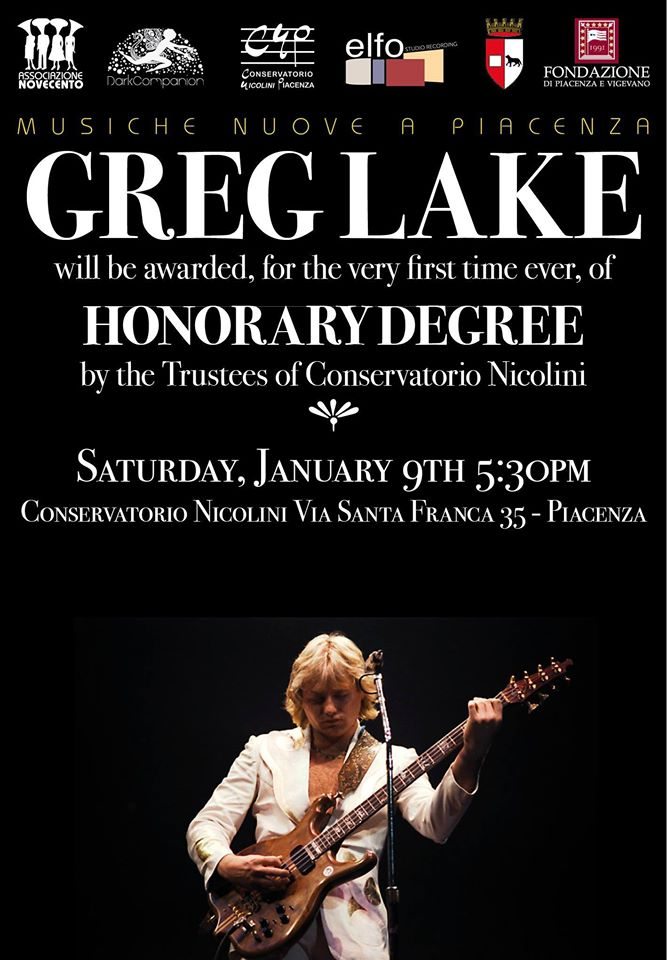 ASSOCIAZIONE
NOVECENTO
DarkCompanion
CONSERVATORIO
NICOLINI PIACENZA
elfo
STUDIO RECORDING
1991
FONDAZIONE
DI PIACENZA E VIGEVANO
MUSICHE NUOVE A PIACENZA
GREG LAKE
will be awarded, for the very first time ever, of
HONORARY DEGREE
by the Trustees of Conservatorio Nicolini
SATURDAY, JANUARY 9TH 5:30PM
CONSERVATORIO NICOLINI VIA SANTA FRANCA 35 - PIACENZA